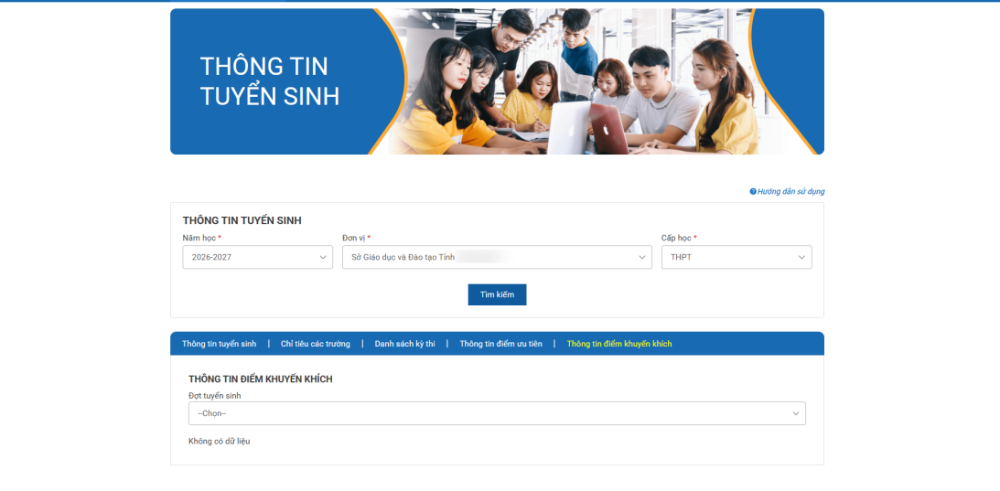 THÔNG TIN
TUYỂN SINH
Hướng dẫn sử dụng
THÔNG TIN TUYỂN SINH
Năm học *
Đơn vị *
Cấp học *
2026-2027
Sở Giáo dục và Đào tạo Tỉnh
THPT
Tìm kiếm
Thông tin tuyển sinh | Chỉ tiêu các trường | Danh sách kỳ thi | Thông tin điểm ưu tiên | Thông tin điểm khuyến khích
THÔNG TIN ĐIỂM KHUYẾN KHÍCH
Đợt tuyển sinh
--Chọn--
Không có dữ liệu